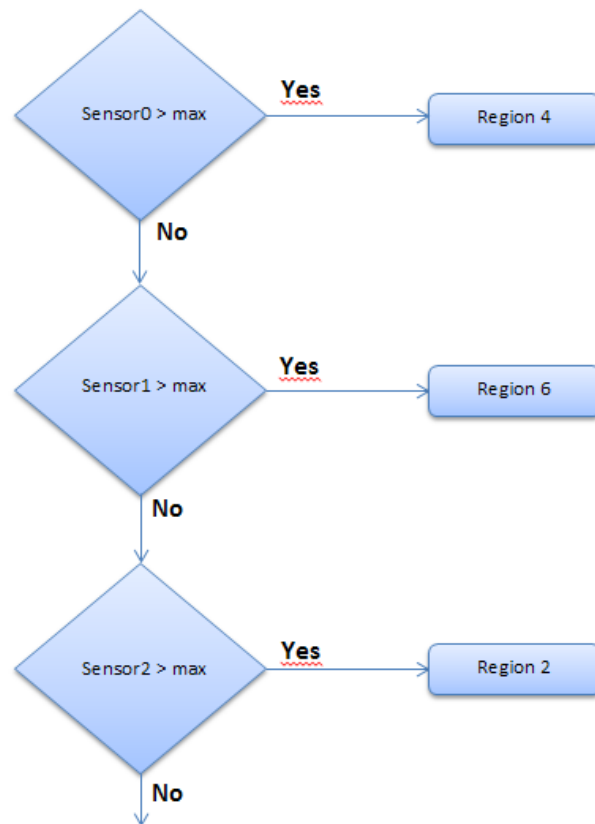 Sensor0 > max
Yes
Region 4
No
Sensor1 > max
Yes
Region 6
No
Sensor2 > max
Yes
Region 2
No